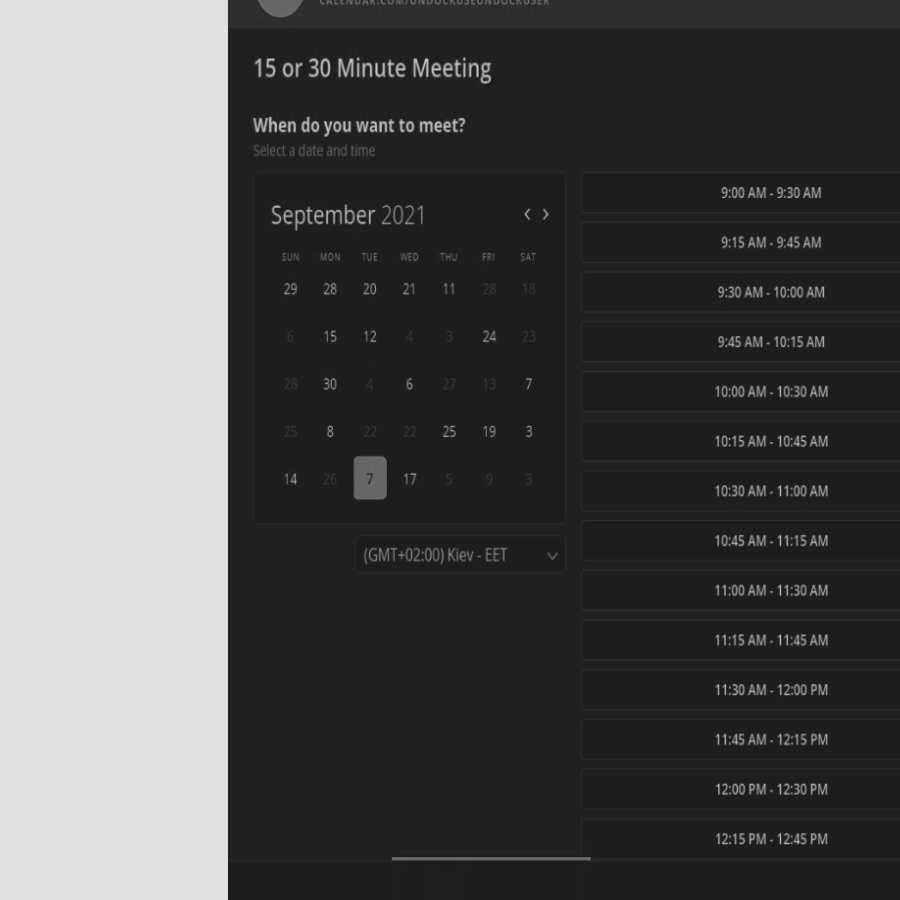 CALENDAR.COM/UNDOCKUSEUNDOCKUSER
15 or 30 Minute Meeting
When do you want to meet?
Select a date and time
September 2021 < >
SUN MON TUE WED THU FRI SAT
29 28 20 21 11 28 18
6 15 12 4 3 24 23
28 30 4 6 27 13 7
25 8 22 22 25 19 3
14 26 7 17 5 9 3
(GMT+02:00) Kiev - EET
9:00 AM - 9:30 AM
9:15 AM - 9:45 AM
9:30 AM - 10:00 AM
9:45 AM - 10:15 AM
10:00 AM - 10:30 AM
10:15 AM - 10:45 AM
10:30 AM - 11:00 AM
10:45 AM - 11:15 AM
11:00 AM - 11:30 AM
11:15 AM - 11:45 AM
11:30 AM - 12:00 PM
11:45 AM - 12:15 PM
12:00 PM - 12:30 PM
12:15 PM - 12:45 PM